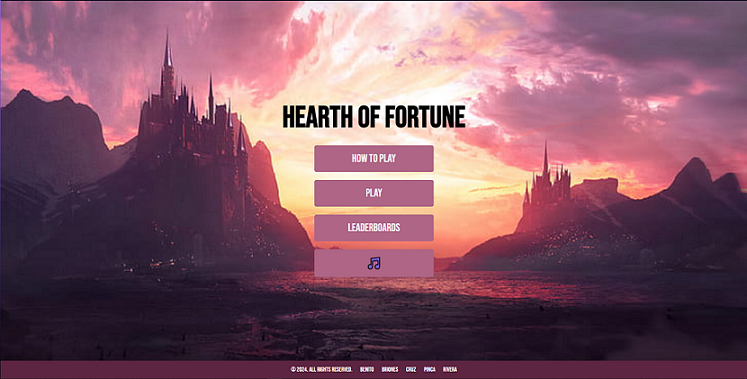 HEARTH OF FORTUNE
HOW TO PLAY
PLAY
LEADERBOARDS
© 2024. ALL RIGHTS RESERVED. BENITO BRIONES CRUZ PINCA RIVERA